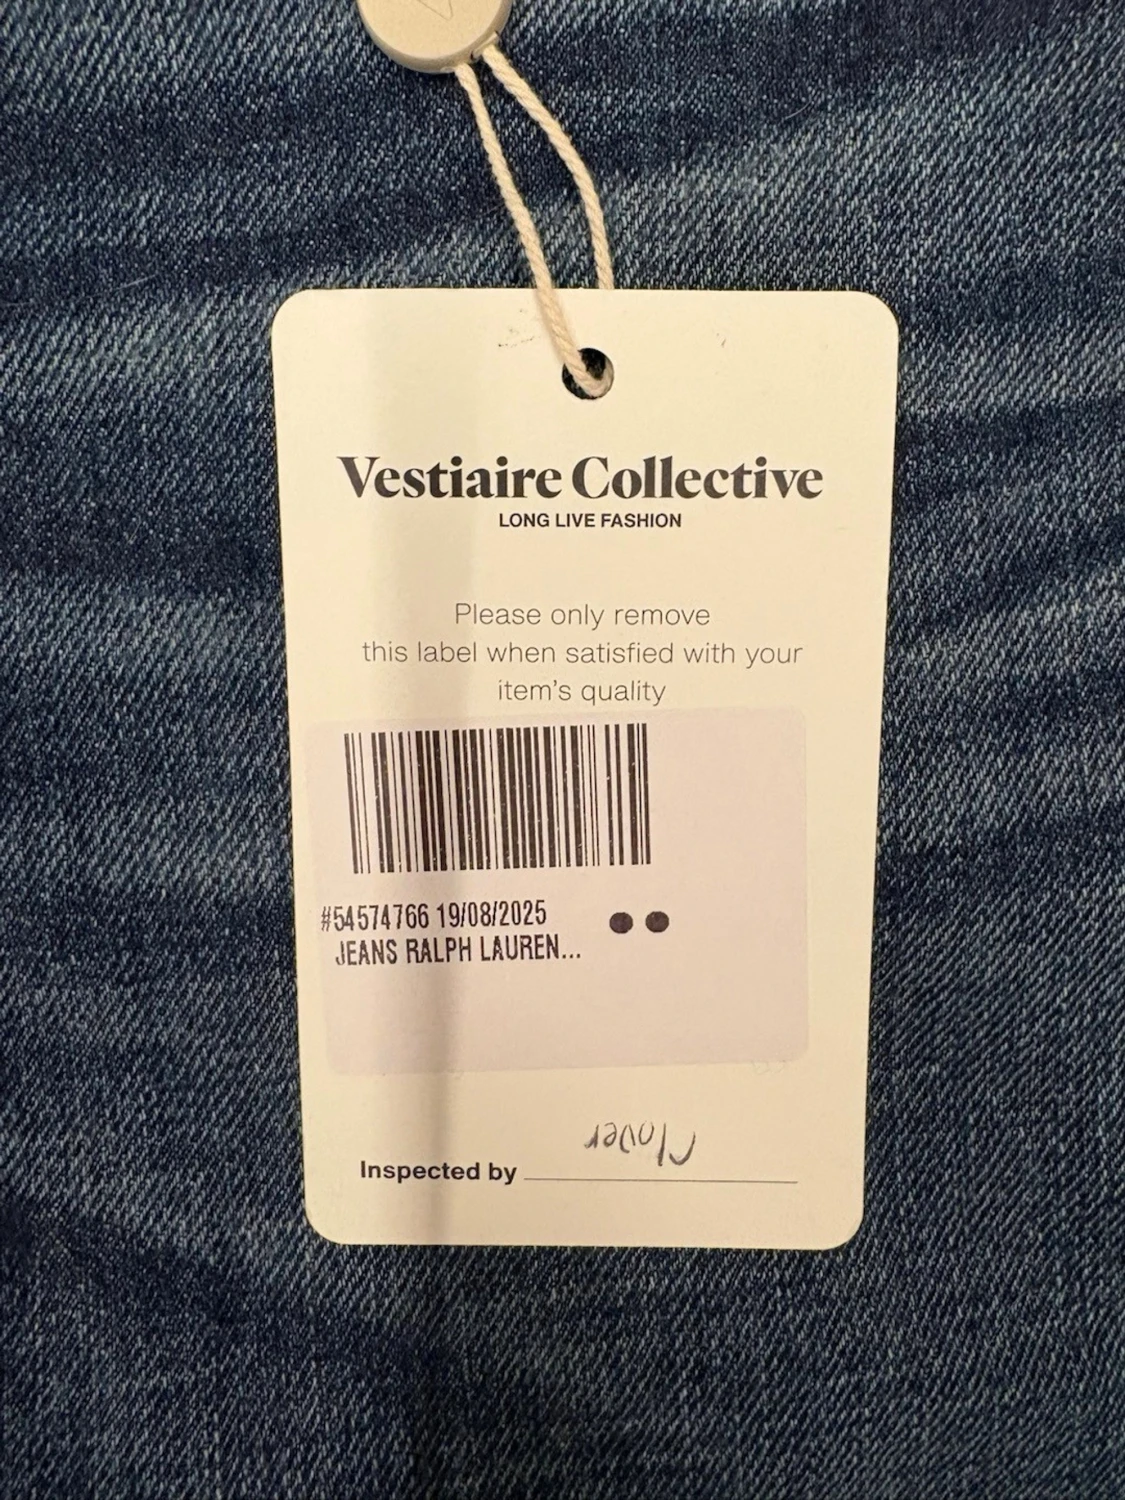 Vestiaire Collective
LONG LIVE FASHION
Please only remove
this label when satisfied with your
item's quality
#54574766 19/08/2025
JEANS RALPH LAUREN...
Clover
Inspected by